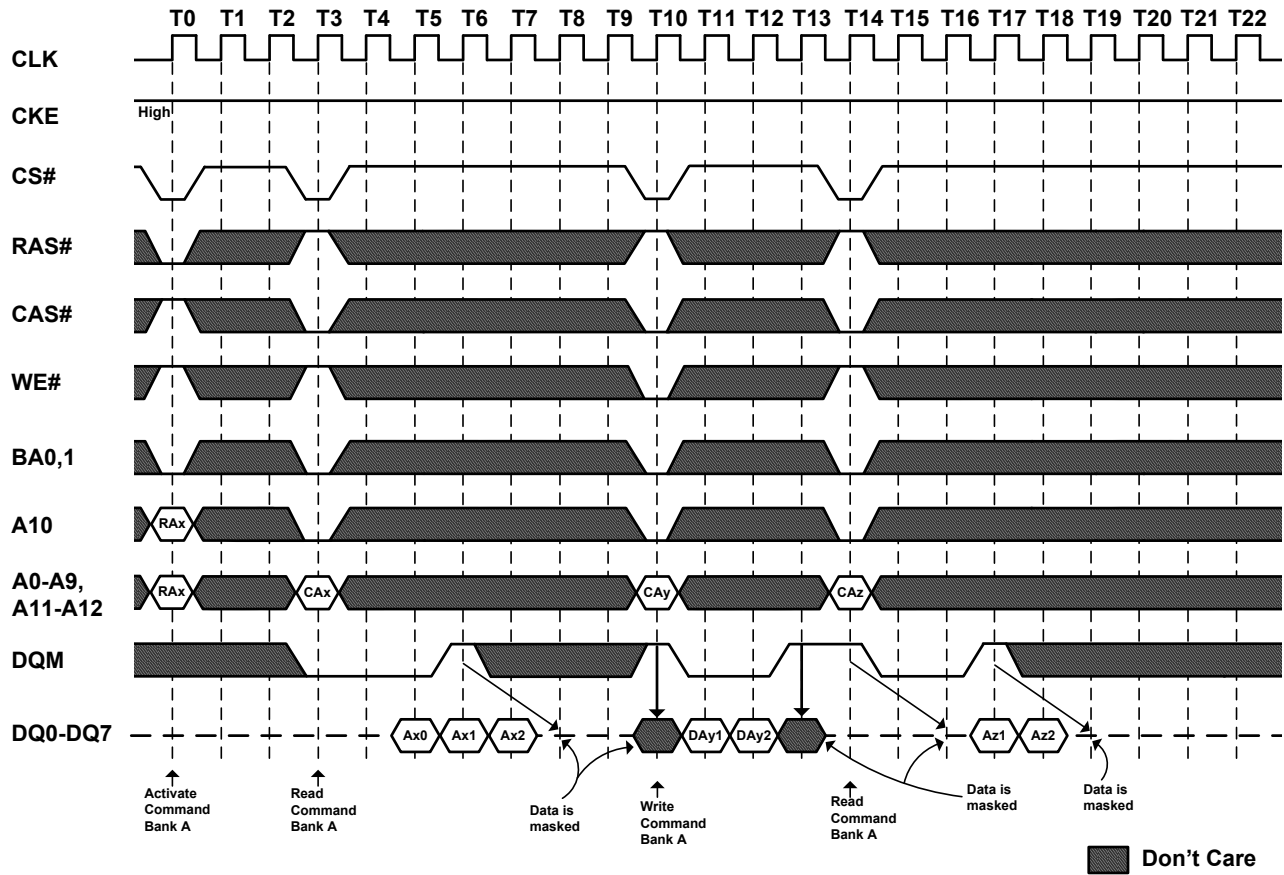 T0 T1 T2 T3 T4 T5 T6 T7 T8 T9 T10 T11 T12 T13 T14 T15 T16 T17 T18 T19 T20 T21 T22
CLK
CKE
High
CS#
RAS#
CAS#
WE#
BA0,1
A10
RAx
A0-A9,
A11-A12
RAx CAx CAy CAz
DQM
DQ0-DQ7
Ax0 Ax1 Ax2 DAy1 DAy2 Az1 Az2
Activate
Command
Bank A
Read
Command
Bank A
Data is
masked
Write
Command
Bank A
Read
Command
Bank A
Data is
masked
Data is
masked
Don't Care